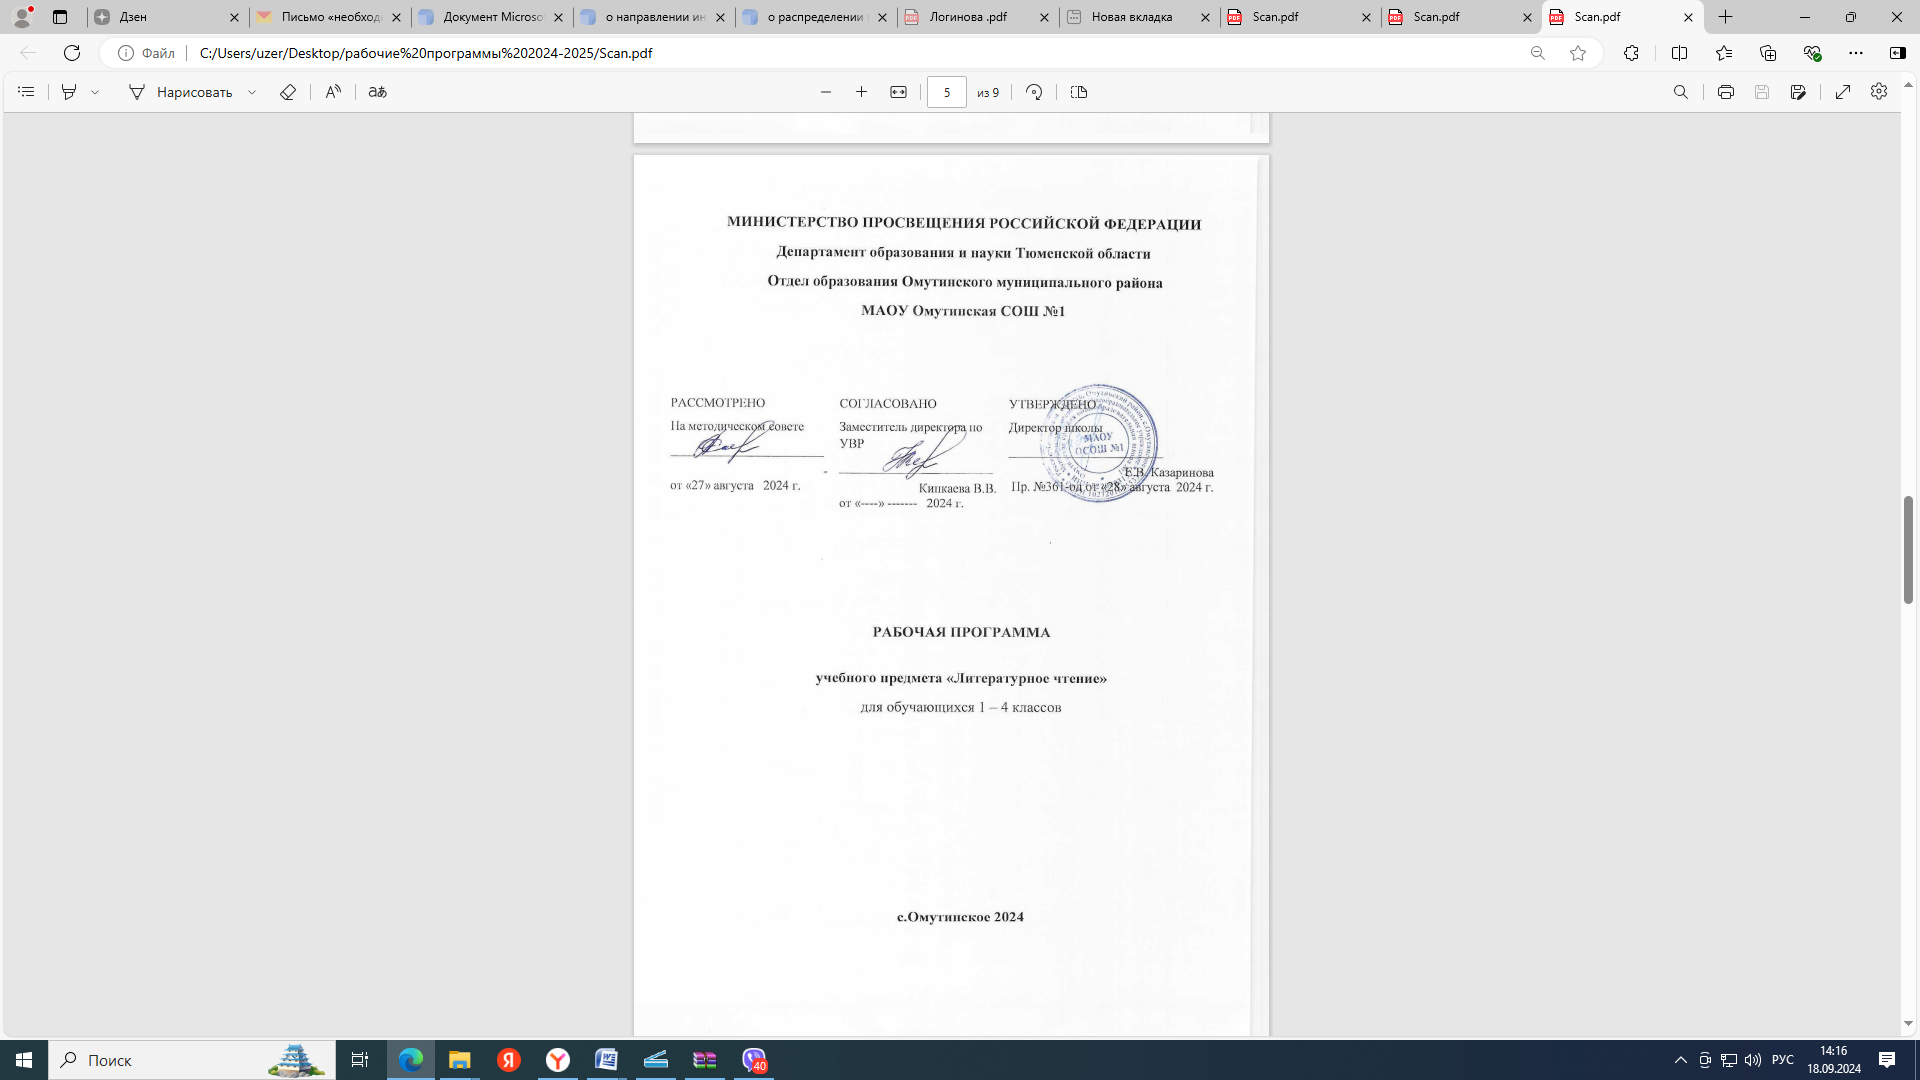 Дзен
Письмо «необход
Документ Microso
о направлении ин
о распределении
Логинова .pdf
Новая вкладка
Scan.pdf
Scan.pdf
Scan.pdf
Файл
C:/Users/uzer/Desktop/рабочие%20программы%202024-2025/Scan.pdf
Нарисовать
5
из 9
МИНИСТЕРСТВО ПРОСВЕЩЕНИЯ РОССИЙСКОЙ ФЕДЕРАЦИИ
Департамент образования и науки Тюменской области
Отдел образования Омутинского муниципального района
МАОУ Омутинская СОШ №1
РАССМОТРЕНО
На методическом совете
от «27» августа 2024 г.
СОГЛАСОВАНО
Заместитель директора по
УВР
Кипкаева В.В.
от «----» ------- 2024 г.
УТВЕРЖДЕНО
Директор школы
Е.В. Казаринова
Пр. №361-од от «28» августа 2024 г.
МАОУ
ОСОШ №1
РАБОЧАЯ ПРОГРАММА
учебного предмета «Литературное чтение»
для обучающихся 1 – 4 классов
с.Омутинское 2024
Поиск
40
РУС
14:16
18.09.2024